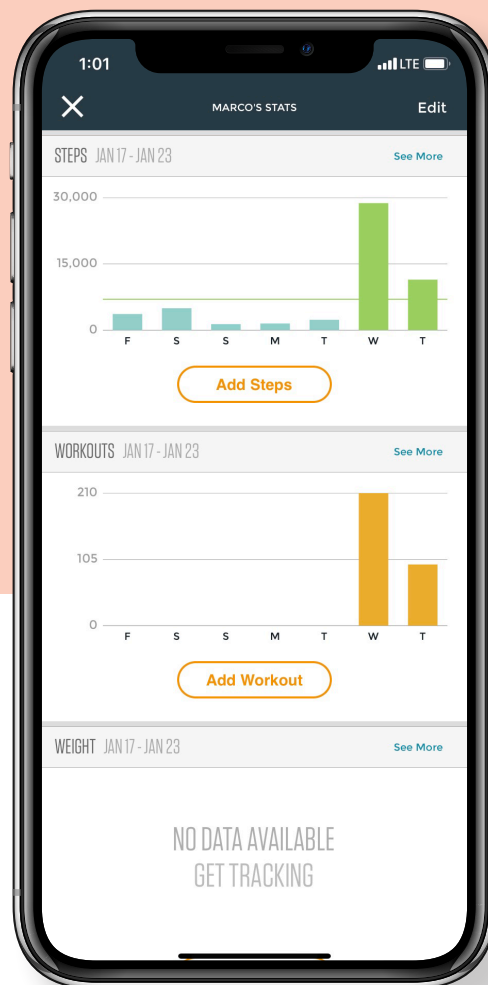 1:01 LTE
MARCO'S STATS Edit
STEPS JAN 17 - JAN 23 See More
30,000
15,000
0
F S S M T W T
Add Steps
WORKOUTS JAN 17 - JAN 23 See More
210
105
0
F S S M T W T
Add Workout
WEIGHT JAN 17 - JAN 23 See More
NO DATA AVAILABLE
GET TRACKING